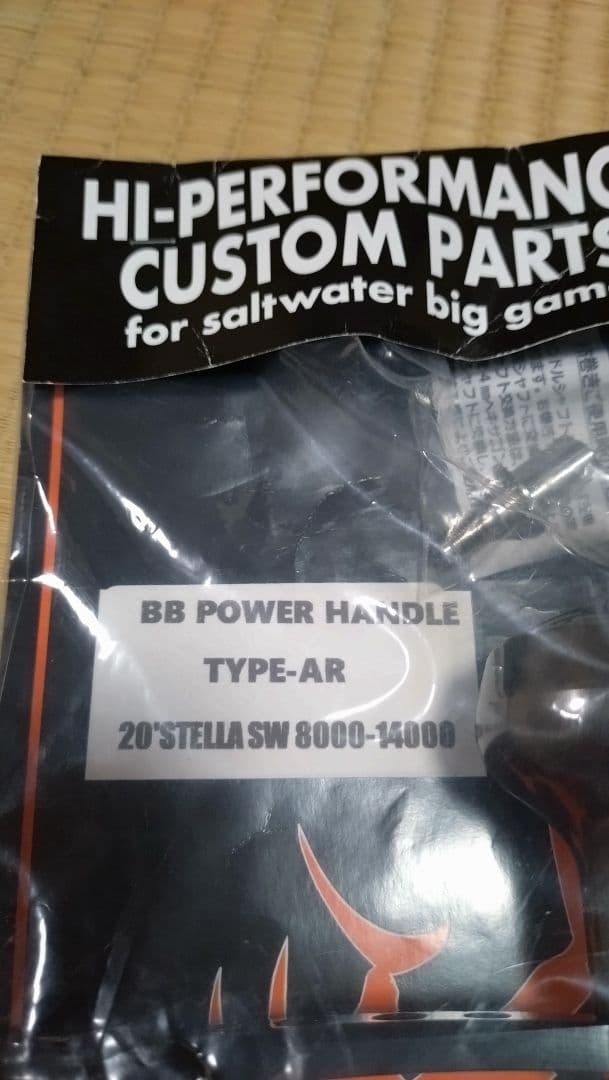 HI-PERFORMANC
CUSTOM PARTS
for saltwater big gam
BB POWER HANDLE
TYPE-AR
20'STELLA SW 8000-14000